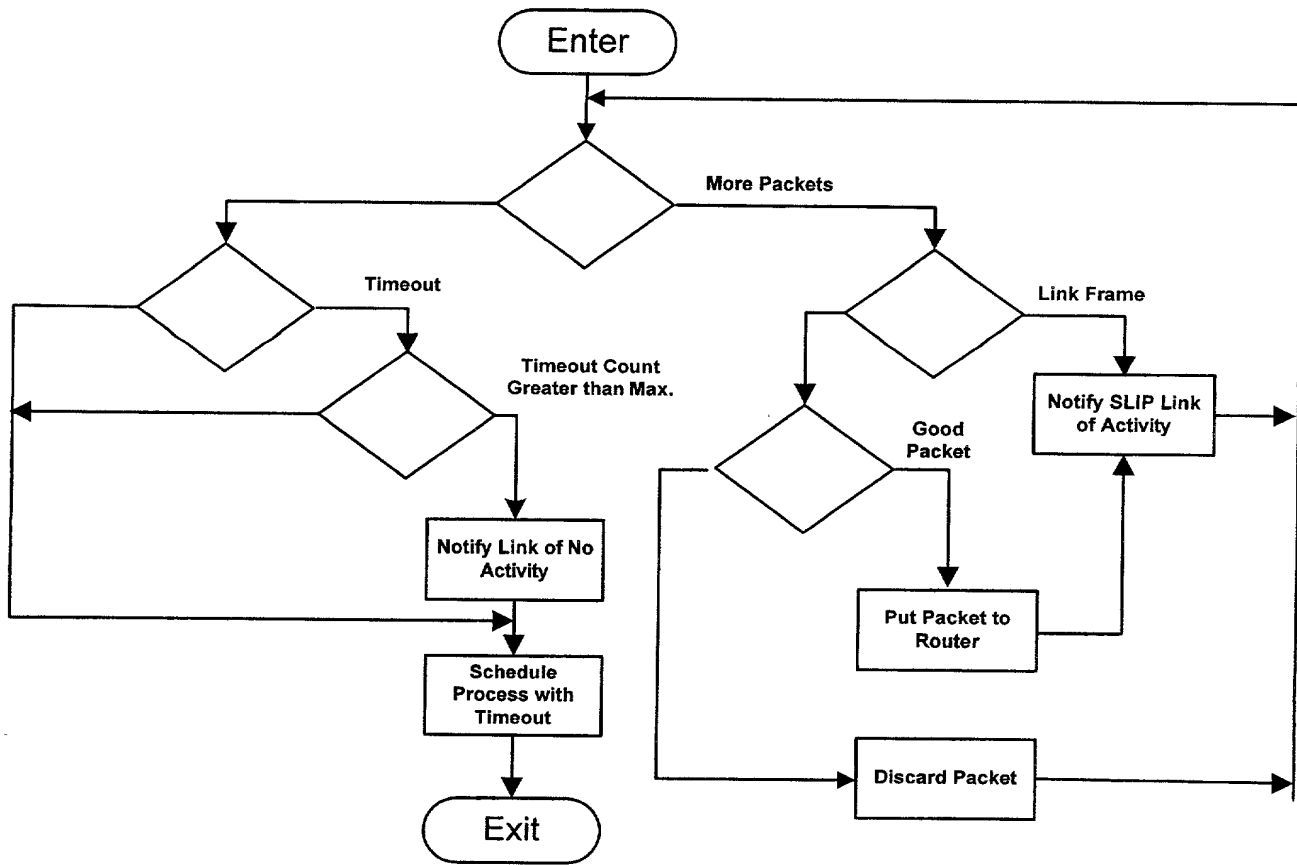 Enter
More Packets
Timeout
Link Frame
Timeout Count
Greater than Max.
Notify SLIP Link
of Activity
Good
Packet
Notify Link of No
Activity
Put Packet to
Router
Schedule
Process with
Timeout
Discard Packet
Exit